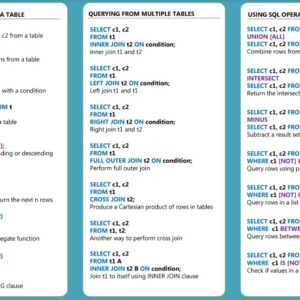 A TABLE
c2 from a table
ns from a table
with a condition
OM t
a table
];
ding or descending
urn the next n rows
egate function
G clause
QUERYING FROM MULTIPLE TABLES
SELECT c1, c2
FROM t1
INNER JOIN t2 ON condition;
Inner join t1 and t2
SELECT c1, c2
FROM t1
LEFT JOIN t2 ON condition;
Left join t1 and t1
SELECT c1, c2
FROM t1
RIGHT JOIN t2 ON condition;
Right join t1 and t2
SELECT c1, c2
FROM t1
FULL OUTER JOIN t2 ON condition;
Perform full outer join
SELECT c1, c2
FROM t1
CROSS JOIN t2;
Produce a Cartesian product of rows in tables
SELECT c1, c2
FROM t1, t2;
Another way to perform cross join
SELECT c1, c2
FROM t1 A
INNER JOIN t2 B ON condition;
Join t1 to itself using INNER JOIN clause
USING SQL OPERA
SELECT c1, c2 FROM
UNION [ALL]
Combine rows from
SELECT c1, c2 FRO
INTERSECT
Return the intersect
SELECT c1, c2 FRO
MINUS
Subtract a result set
SELECT c1, c2 FRO
WHERE c1 [NOT] L
Query rows using pa
SELECT c1, c2 FRO
WHERE c1 [NOT] I
Query rows in a list
SELECT c1, c2 FRO
WHERE c1 BETWE
Query rows between
SELECT c1, c2 FRO
WHERE c1 IS [NOT
Check if values in a